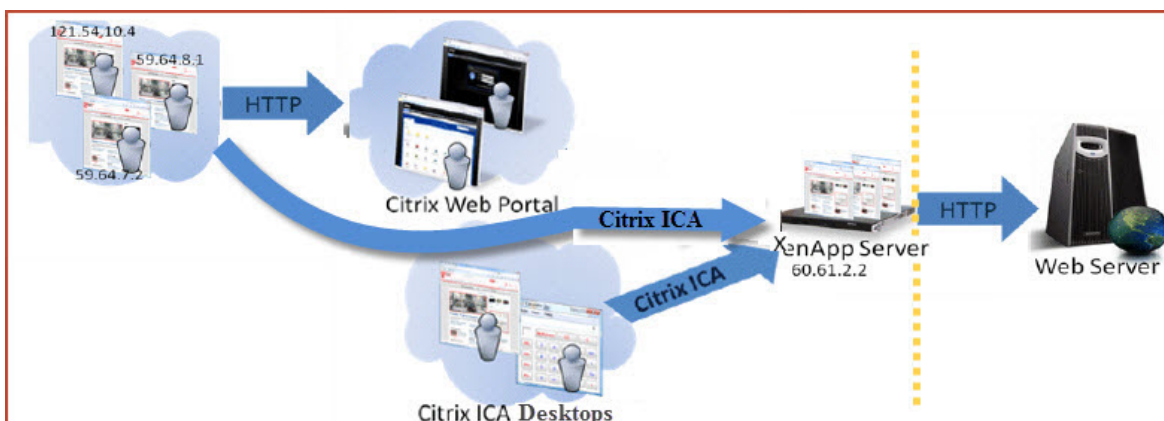 121.54,10.4
59.64.8.1
59.64.7.2
HTTP
Citrix Web Portal
Citrix ICA
Citrix ICA
Citrix ICA Desktops
XenApp Server
60.61.2.2
HTTP
Web Server